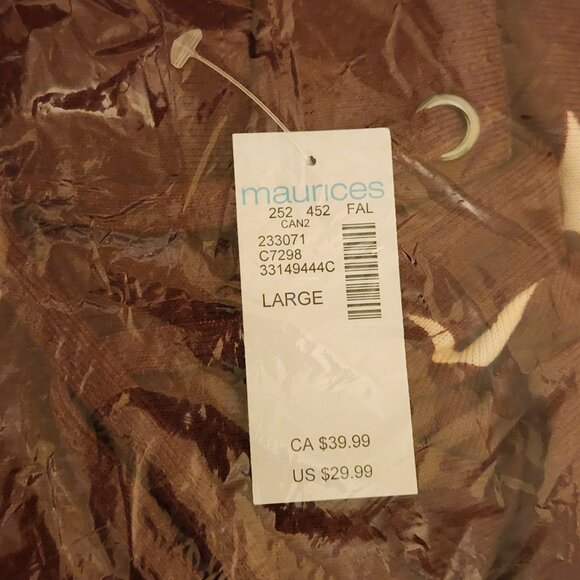 maurices
252 452 FAL
CAN2
233071
C7298
33149444C
LARGE
CA $39.99
US $29.99